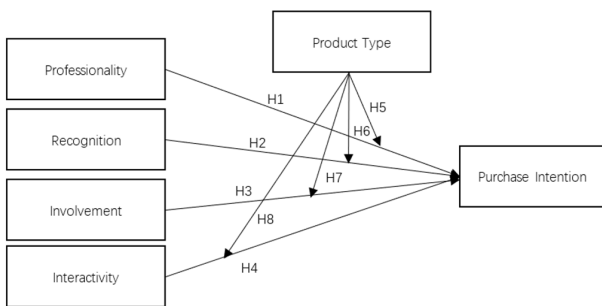 Product Type
Professionality
H1
H5
Recognition
H2
H6
Purchase Intention
H7
Involvement
H3
H8
Interactivity
H4